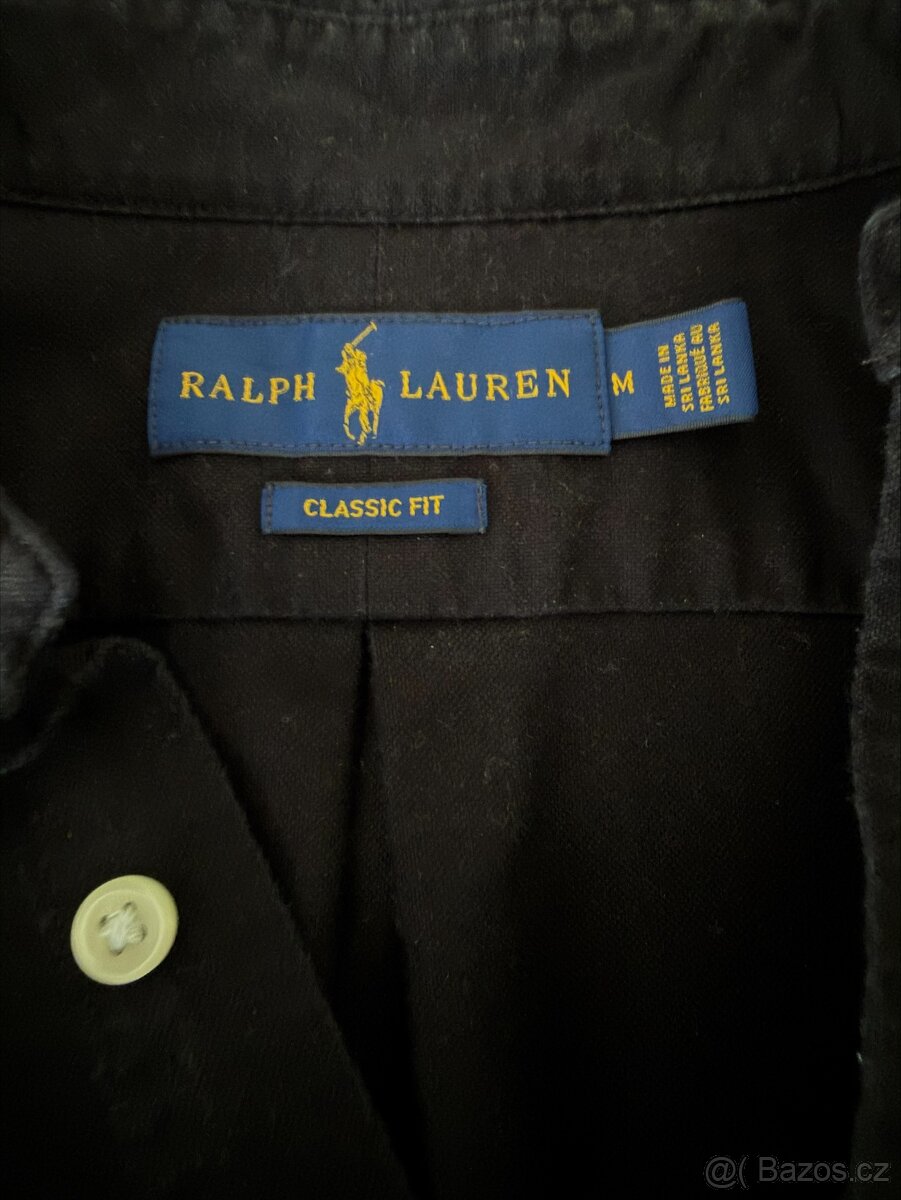 RALPH LAUREN
M
MADE IN
SRI LANKA
FABRIQUÉ AU
SRI LANKA
CLASSIC FIT
@( Bazos.cz